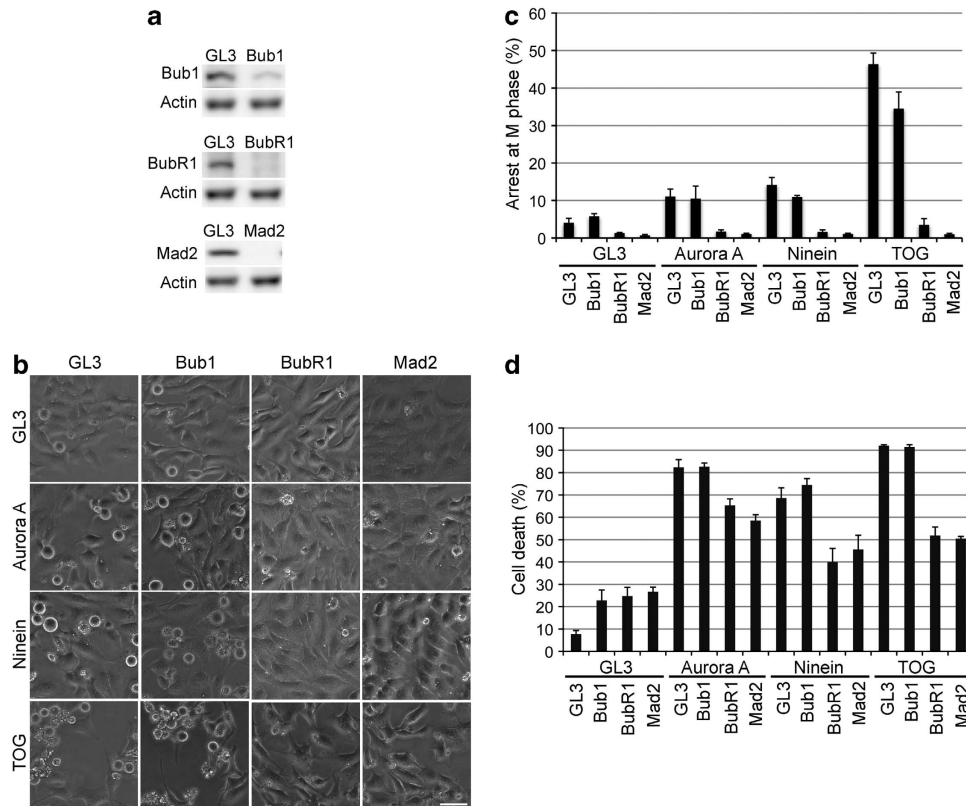 a
GL3 Bub1
Bub1
Actin
GL3 BubR1
BubR1
Actin
GL3 Mad2
Mad2
Actin
b
GL3 Bub1 BubR1 Mad2
GL3
Aurora A
Ninein
TOG
c
Arrest at M phase (%)
60
50
40
30
20
10
0
GL3 Aurora A Ninein TOG
GL3 Bub1 BubR1 Mad2 GL3 Bub1 BubR1 Mad2 GL3 Bub1 BubR1 Mad2 GL3 Bub1 BubR1 Mad2
d
Cell death (%)
100
90
80
70
60
50
40
30
20
10
0
GL3 Aurora A Ninein TOG
GL3 Bub1 BubR1 Mad2 GL3 Bub1 BubR1 Mad2 GL3 Bub1 BubR1 Mad2 GL3 Bub1 BubR1 Mad2